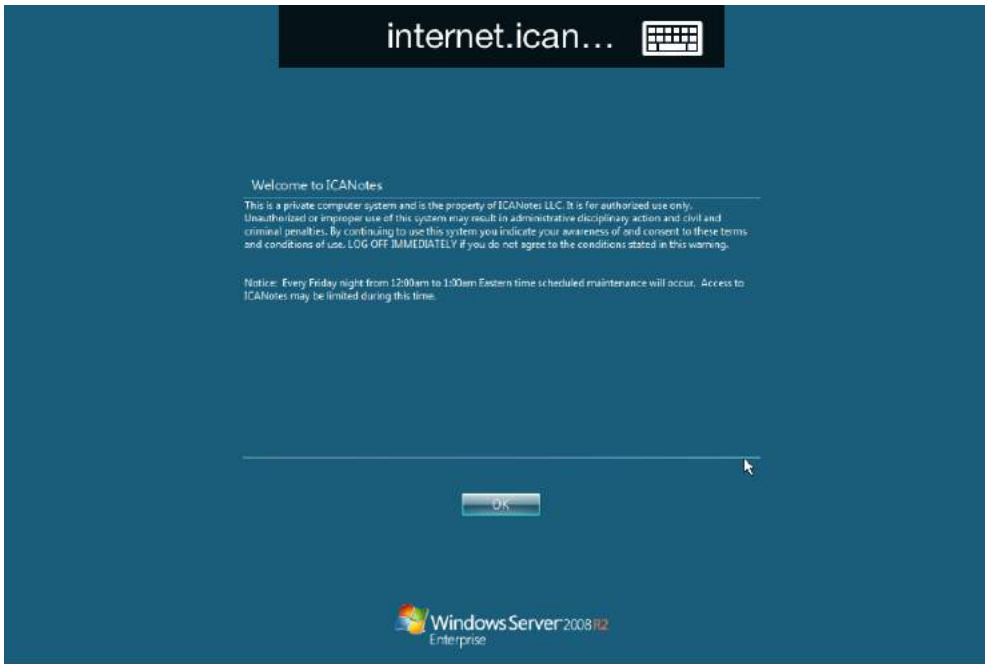 internet.ican...
Welcome to ICANotes
This is a private computer system and is the property of ICANotes LLC. It is for authorized use only.
Unauthorized or improper use of this system may result in administrative disciplinary action and civil and
criminal penalties. By continuing to use this system you indicate your awareness of and consent to these terms
and conditions of use. LOG OFF IMMEDIATELY if you do not agree to the conditions stated in this warning.
Notice: Every Friday night from 12:00am to 1:00am Eastern time scheduled maintenance will occur. Access to
ICANotes may be limited during this time.
OK
Windows Server 2008 R2
Enterprise